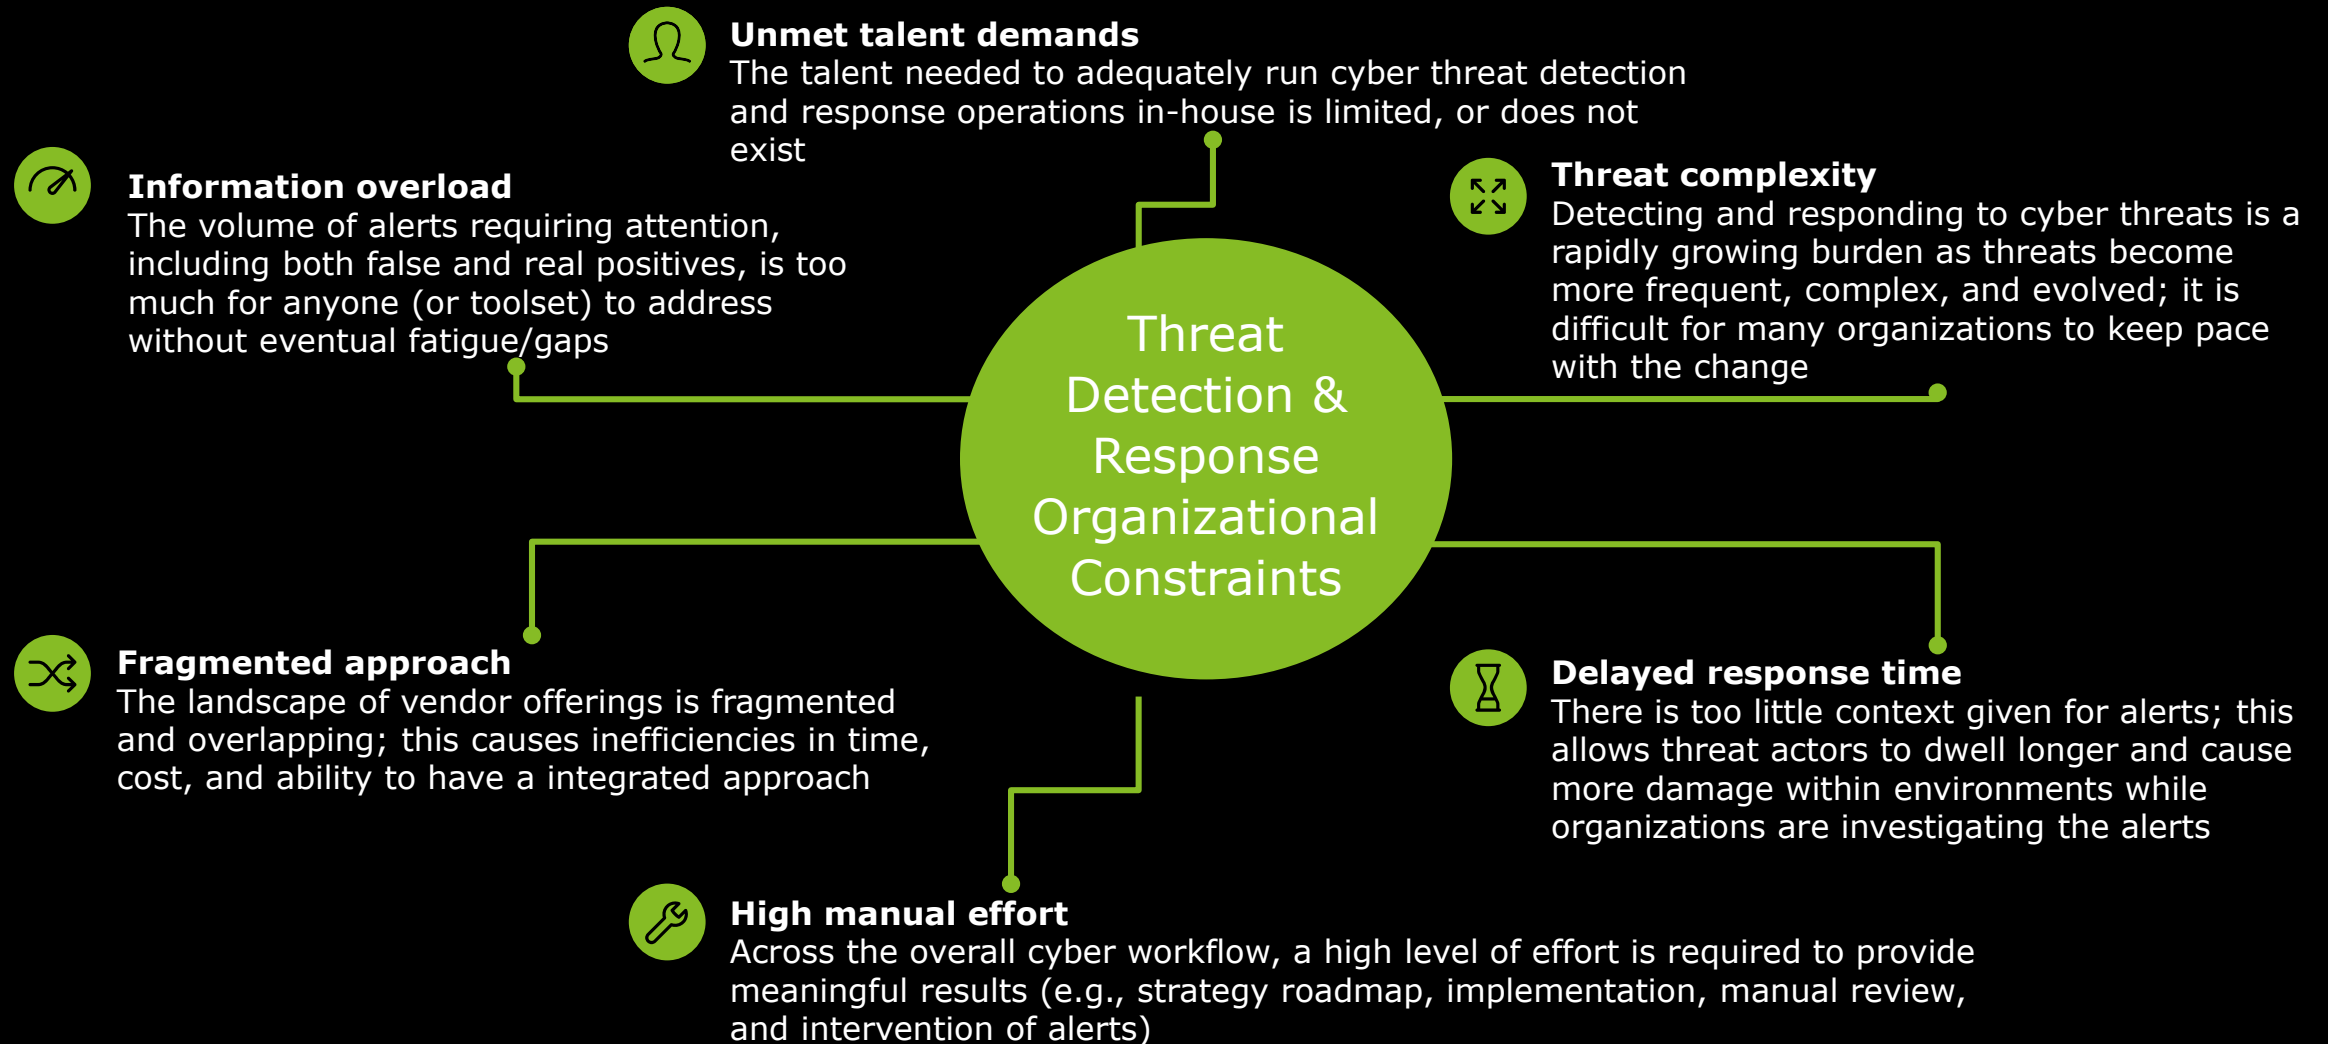 Unmet talent demands
The talent needed to adequately run cyber threat detection
and response operations in-house is limited, or does not
exist
Information overload
The volume of alerts requiring attention,
including both false and real positives, is too
much for anyone (or toolset) to address
without eventual fatigue/gaps
Threat complexity
Detecting and responding to cyber threats is a
rapidly growing burden as threats become
more frequent, complex, and evolved; it is
difficult for many organizations to keep pace
with the change
Threat
Detection &
Response
Organizational
Constraints
Fragmented approach
The landscape of vendor offerings is fragmented
and overlapping; this causes inefficiencies in time,
cost, and ability to have a integrated approach
Delayed response time
There is too little context given for alerts; this
allows threat actors to dwell longer and cause
more damage within environments while
organizations are investigating the alerts
High manual effort
Across the overall cyber workflow, a high level of effort is required to provide
meaningful results (e.g., strategy roadmap, implementation, manual review,
and intervention of alerts)